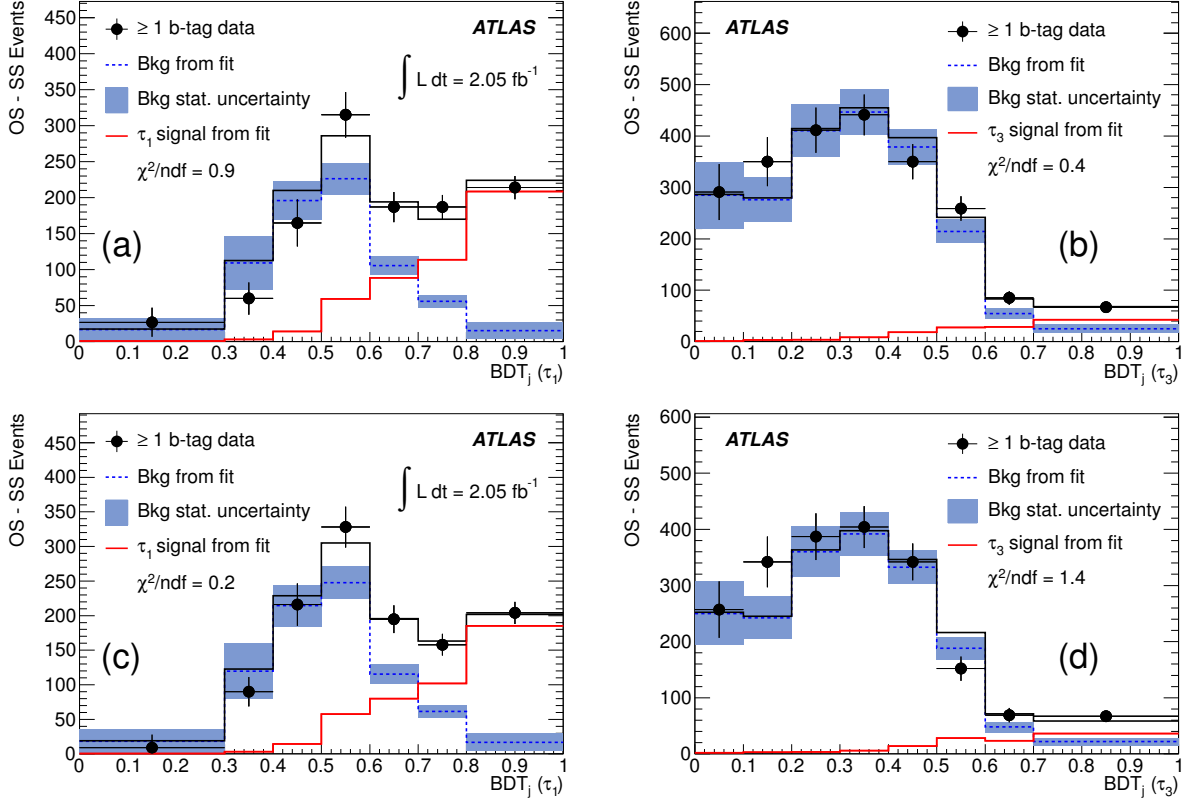 OS - SS Events
450
400
350
300
250
200
150
100
50
0
≥ 1 b-tag data
Bkg from fit
Bkg stat. uncertainty
τ1 signal from fit
χ2/ndf = 0.9
ATLAS
∫ L dt = 2.05 fb-1
(a)
0 0.1 0.2 0.3 0.4 0.5 0.6 0.7 0.8 0.9 1
BDTj (τ1)
OS - SS Events
600
500
400
300
200
100
0
ATLAS
≥ 1 b-tag data
Bkg from fit
Bkg stat. uncertainty
τ3 signal from fit
χ2/ndf = 0.4
(b)
0 0.1 0.2 0.3 0.4 0.5 0.6 0.7 0.8 0.9 1
BDTj (τ3)
OS - SS Events
450
400
350
300
250
200
150
100
50
0
≥ 1 b-tag data
Bkg from fit
Bkg stat. uncertainty
τ1 signal from fit
χ2/ndf = 0.2
ATLAS
∫ L dt = 2.05 fb-1
(c)
0 0.1 0.2 0.3 0.4 0.5 0.6 0.7 0.8 0.9 1
BDTj (τ1)
OS - SS Events
600
500
400
300
200
100
0
ATLAS
≥ 1 b-tag data
Bkg from fit
Bkg stat. uncertainty
τ3 signal from fit
χ2/ndf = 1.4
(d)
0 0.1 0.2 0.3 0.4 0.5 0.6 0.7 0.8 0.9 1
BDTj (τ3)